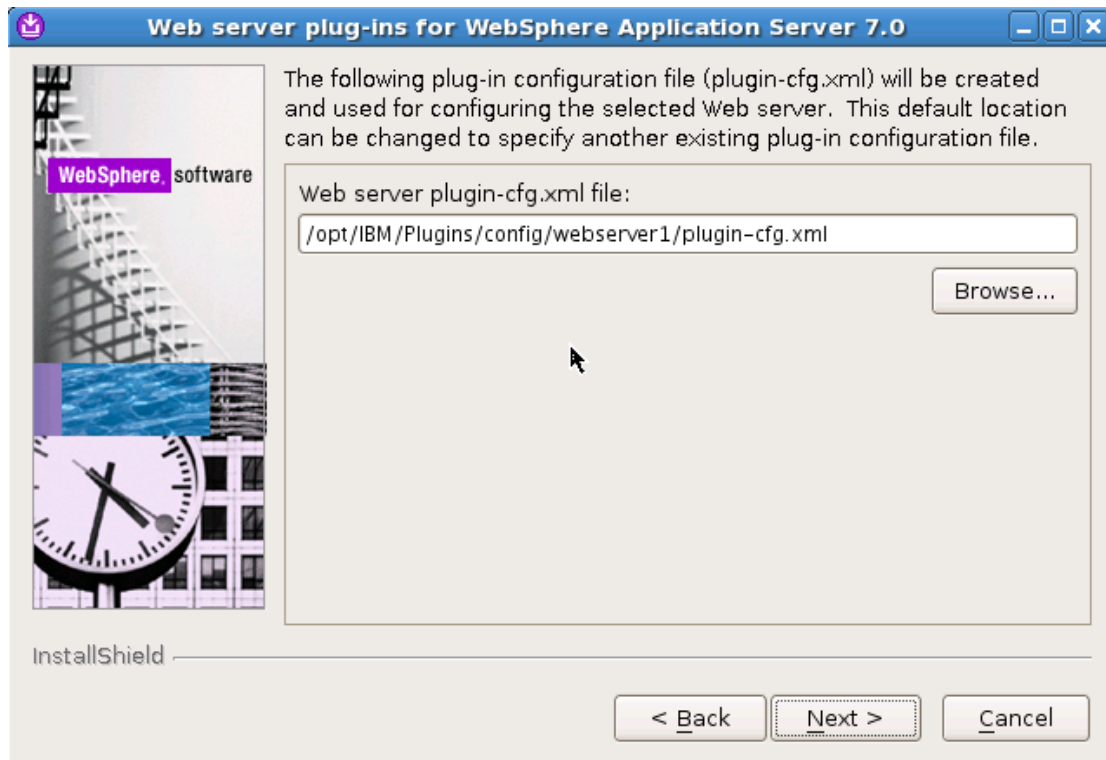 Web server plug-ins for WebSphere Application Server 7.0
The following plug-in configuration file (plugin-cfg.xml) will be created
and used for configuring the selected Web server.  This default location
can be changed to specify another existing plug-in configuration file.
WebSphere. software
Web server plugin-cfg.xml file:
/opt/IBM/Plugins/config/webserver1/plugin-cfg.xml
Browse...
InstallShield
< Back
Next >
Cancel